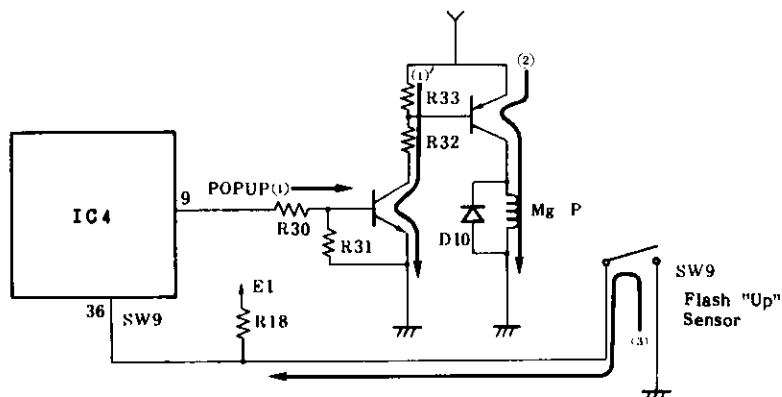 (1)'
(2)
R33
R32
9
POPUP(1)
IC4
R30
R31
D10
Mg P
E1
36
SW9
R18
SW9
Flash "Up"
Sensor
(3)